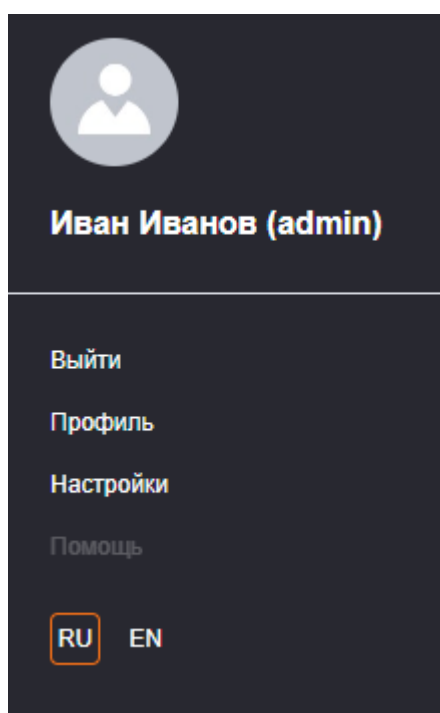 Иван Иванов (admin)
Выйти
Профиль
Настройки
Помощь
RU EN